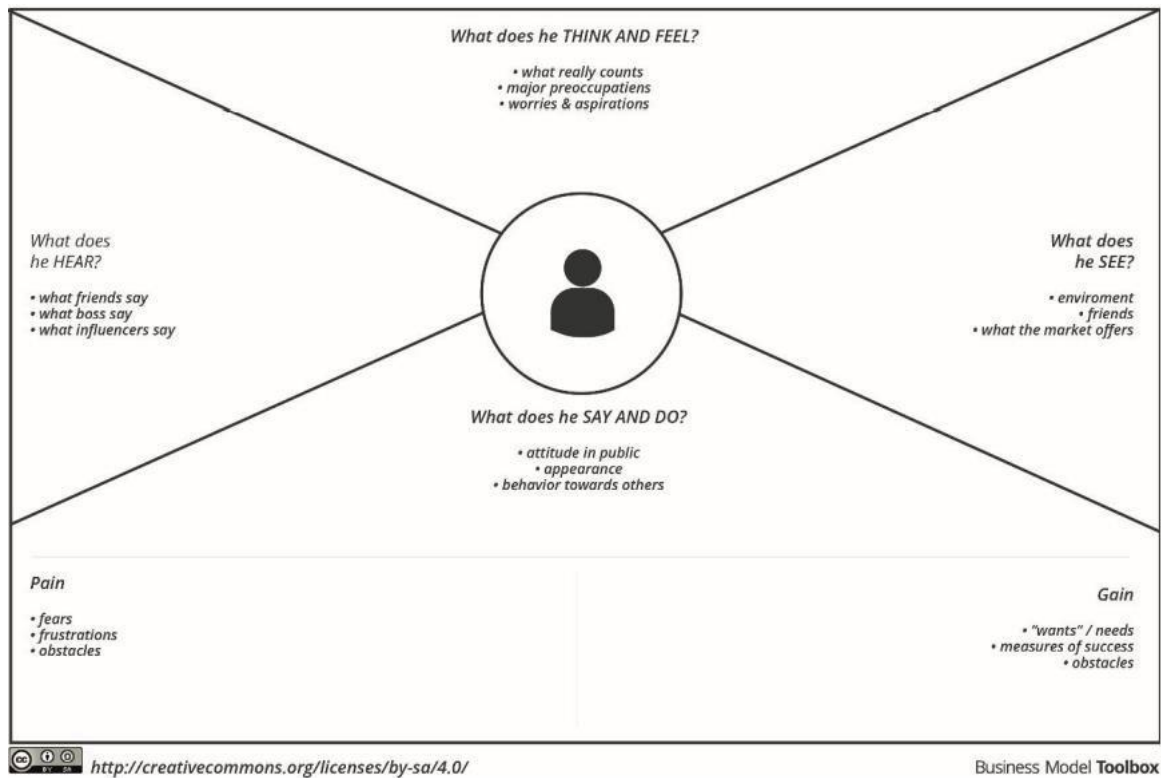 What does he THINK AND FEEL?
• what really counts
• major preoccupatiens
• worries & aspirations
What does
he HEAR?
• what friends say
• what boss say
• what influencers say
What does
he SEE?
• enviroment
• friends
• what the market offers
What does he SAY AND DO?
• attitude in public
• appearance
• behavior towards others
Pain
• fears
• frustrations
• obstacles
Gain
• "wants" / needs
• measures of success
• obstacles
cc BY SA
http://creativecommons.org/licenses/by-sa/4.0/
Business Model Toolbox